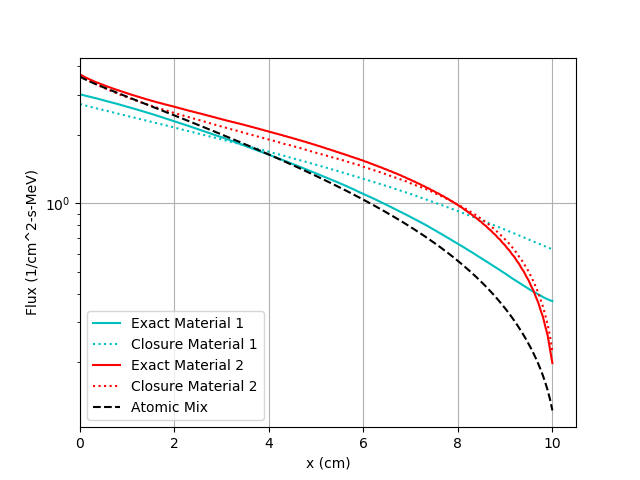 Flux (1/cm^2-s-MeV)
10^0
Exact Material 1
Closure Material 1
Exact Material 2
Closure Material 2
Atomic Mix
0 2 4 6 8 10
x (cm)